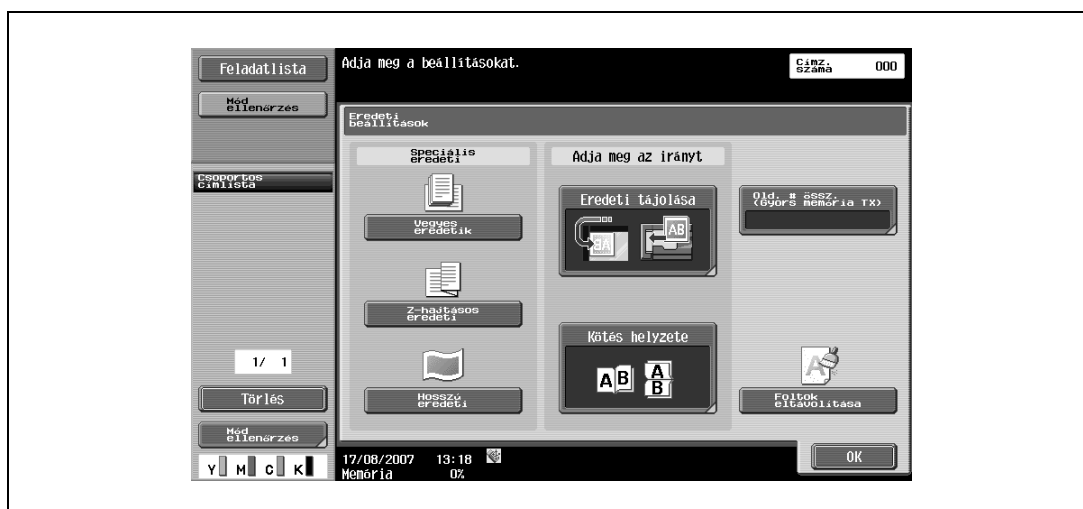 Feladatlista
Adja meg a beállításokat.
Címz.
száma 000
Mód
ellenőrzés
Eredeti
beállítások
Csoportos
címlista
Speciális
eredeti
Adja meg az irányt
Vegyes
eredetik
Eredeti tájolása
AB
AB
Old. # össz.
(Gyors memória TX)
Z-hajtásos
eredeti
Kötés helyzete
A B
A
B
1/ 1
Hosszú
eredeti
A
Foltok
eltávolítása
Törlés
Mód
ellenőrzés
Y M C K
17/08/2007 13:18
Memória 0%
OK